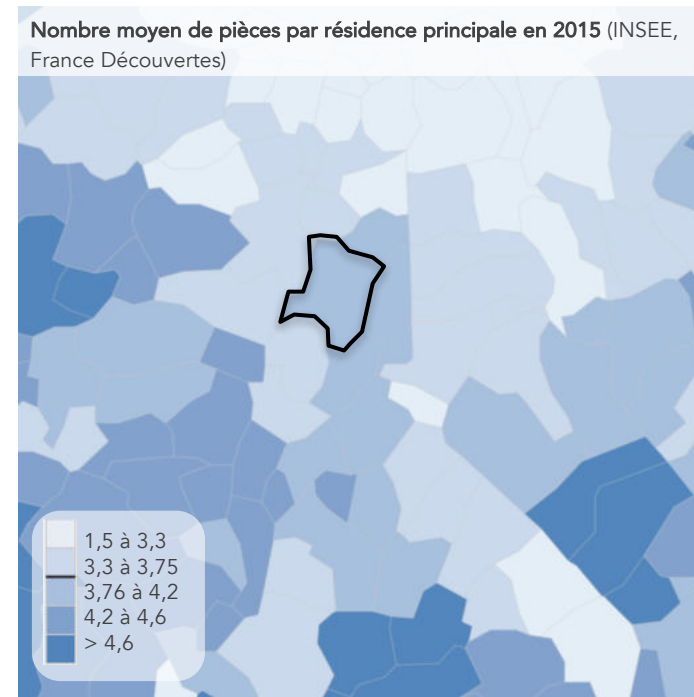 Nombre moyen de pièces par résidence principale en 2015 (INSEE,
France Découvertes)
1,5 à 3,3
3,3 à 3,75
3,76 à 4,2
4,2 à 4,6
> 4,6